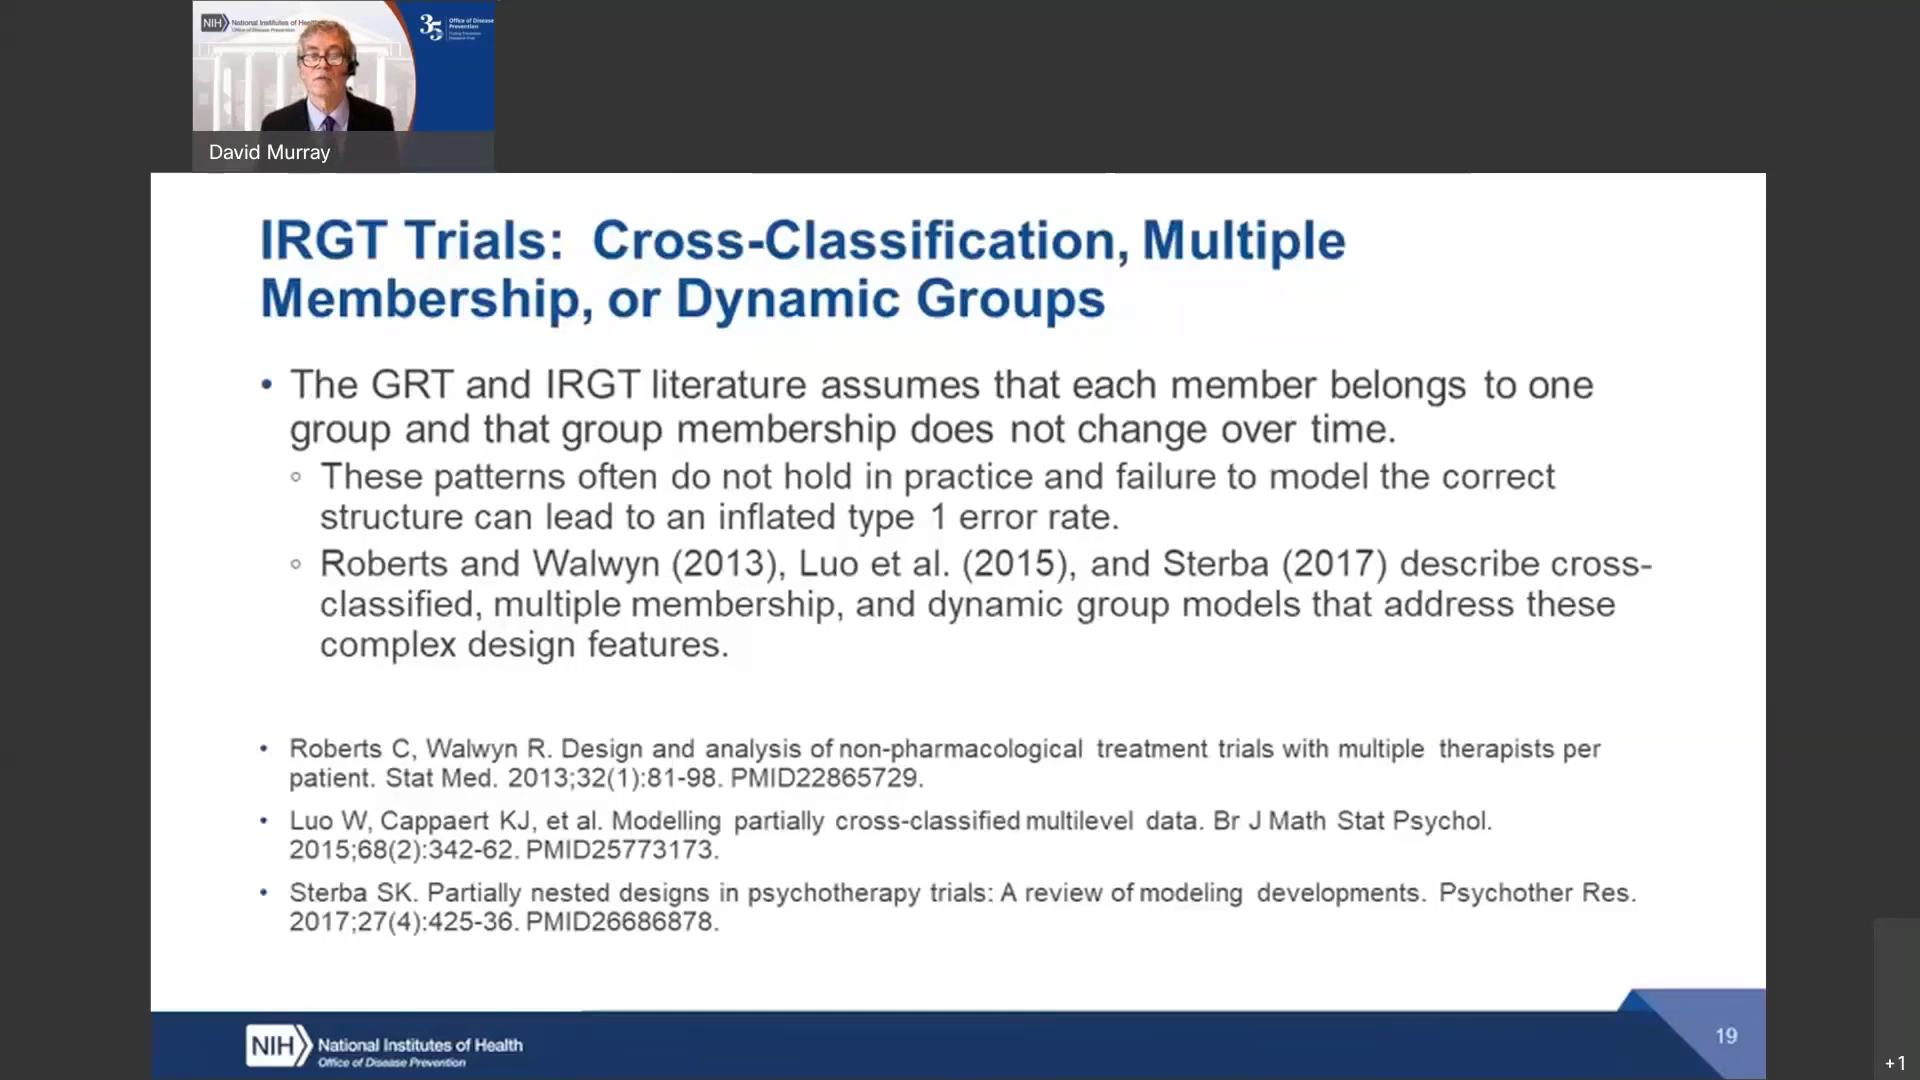 NIH National Institutes of Health
Office of Disease Prevention
35
Office of Disease
Prevention
David Murray
IRGT Trials: Cross-Classification, Multiple
Membership, or Dynamic Groups
• The GRT and IRGT literature assumes that each member belongs to one
group and that group membership does not change over time.
◦ These patterns often do not hold in practice and failure to model the correct
structure can lead to an inflated type 1 error rate.
◦ Roberts and Walwyn (2013), Luo et al. (2015), and Sterba (2017) describe cross-
classified, multiple membership, and dynamic group models that address these
complex design features.
• Roberts C, Walwyn R. Design and analysis of non-pharmacological treatment trials with multiple therapists per
patient. Stat Med. 2013;32(1):81-98. PMID22865729.
• Luo W, Cappaert KJ, et al. Modelling partially cross-classified multilevel data. Br J Math Stat Psychol.
2015;68(2):342-62. PMID25773173.
• Sterba SK. Partially nested designs in psychotherapy trials: A review of modeling developments. Psychother Res.
2017;27(4):425-36. PMID26686878.
NIH National Institutes of Health
Office of Disease Prevention
19
+1